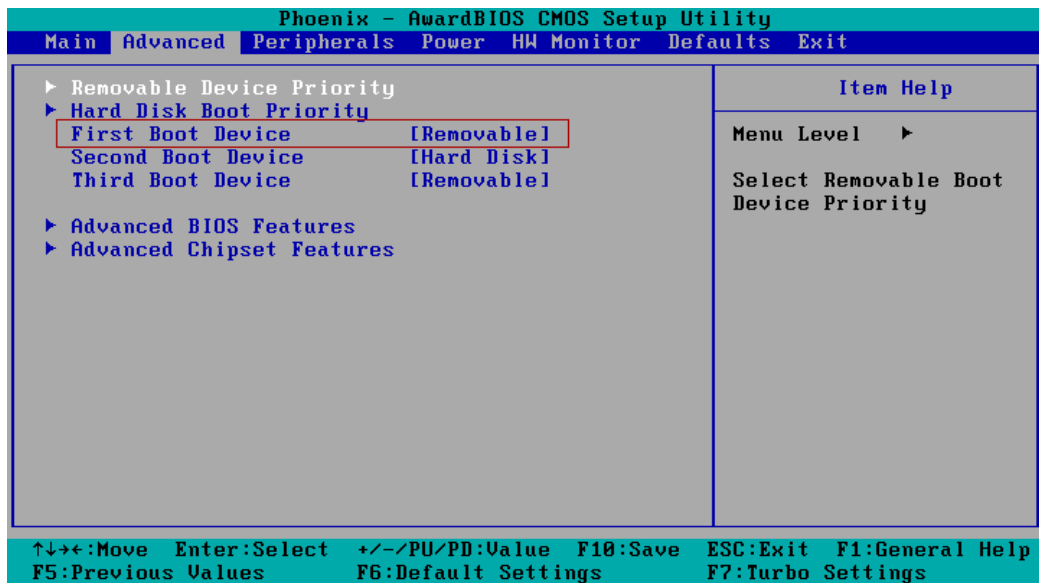 Phoenix - AwardBIOS CMOS Setup Utility
Main Advanced Peripherals Power HW Monitor Defaults Exit
▶ Removable Device Priority
▶ Hard Disk Boot Priority
First Boot Device [Removable]
Second Boot Device [Hard Disk]
Third Boot Device [Removable]
▶ Advanced BIOS Features
▶ Advanced Chipset Features
Item Help
Menu Level ▶
Select Removable Boot
Device Priority
↑↓→←:Move Enter:Select +/-/PU/PD:Value F10:Save ESC:Exit F1:General Help
F5:Previous Values F6:Default Settings F7:Turbo Settings